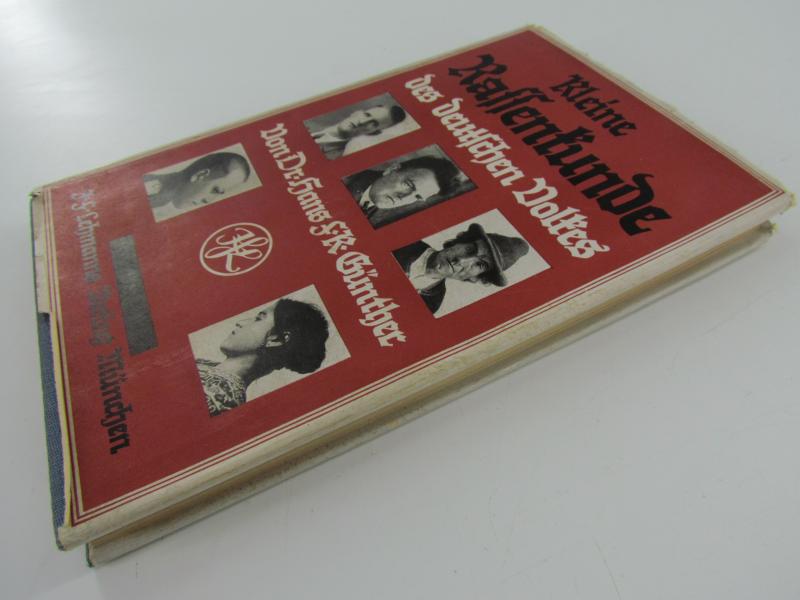 Kleine
Rassenkunde
des deutschen Volkes
Von Dr. Hans F. K. Günther
J. F. Lehmanns Verlag München